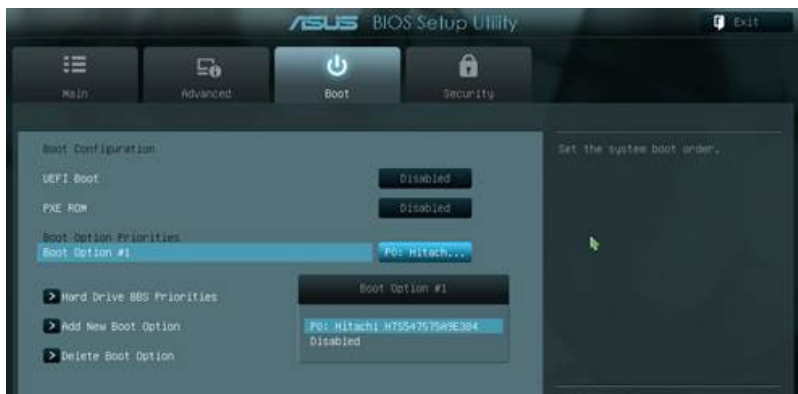 ASUS BIOS Setup Utility
Exit
Main
Advanced
Boot
Security
Boot Configuration
Set the system boot order.
UEFI Boot
Disabled
PXE ROM
Disabled
Boot Option Priorities
Boot Option #1
P0: Hitach...
Boot Option #1
Hard Drive BBS Priorities
P0: Hitachi HTS547575A9E384
Add New Boot Option
Disabled
Delete Boot Option